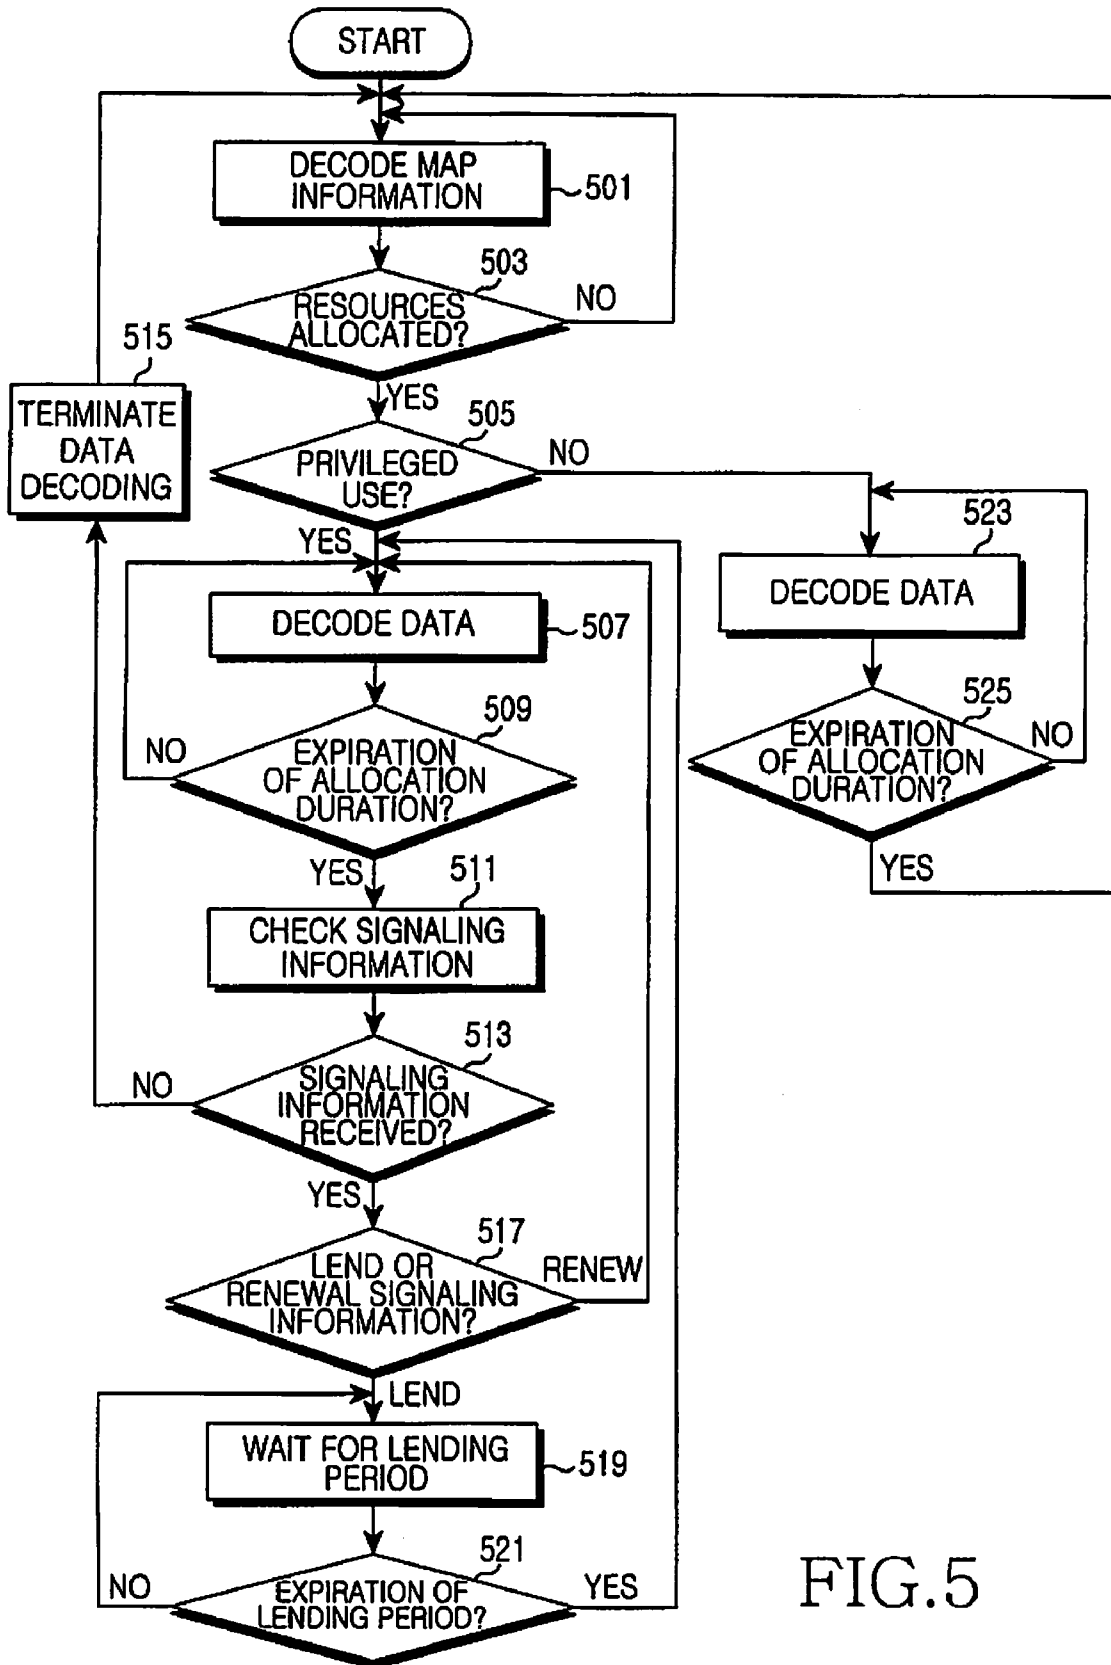 START
DECODE MAP
INFORMATION
501
503
RESOURCES
ALLOCATED?
NO
YES
515
TERMINATE
DATA
DECODING
505
PRIVILEGED
USE?
NO
YES
523
DECODE DATA
DECODE DATA
507
525
EXPIRATION
OF ALLOCATION
DURATION?
NO
YES
509
EXPIRATION
OF ALLOCATION
DURATION?
NO
YES
511
CHECK SIGNALING
INFORMATION
513
SIGNALING
INFORMATION
RECEIVED?
NO
YES
517
LEND OR
RENEWAL SIGNALING
INFORMATION?
RENEW
LEND
WAIT FOR LENDING
PERIOD
519
521
EXPIRATION OF
LENDING PERIOD?
NO
YES
FIG.5